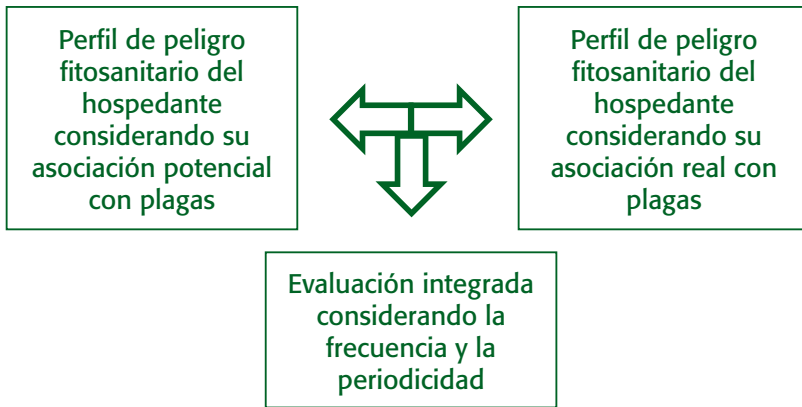 Perfil de peligro
fitosanitario del
hospedante
considerando su
asociación potencial
con plagas
Perfil de peligro
fitosanitario del
hospedante
considerando su
asociación real con
plagas
Evaluación integrada
considerando la
frecuencia y la
periodicidad